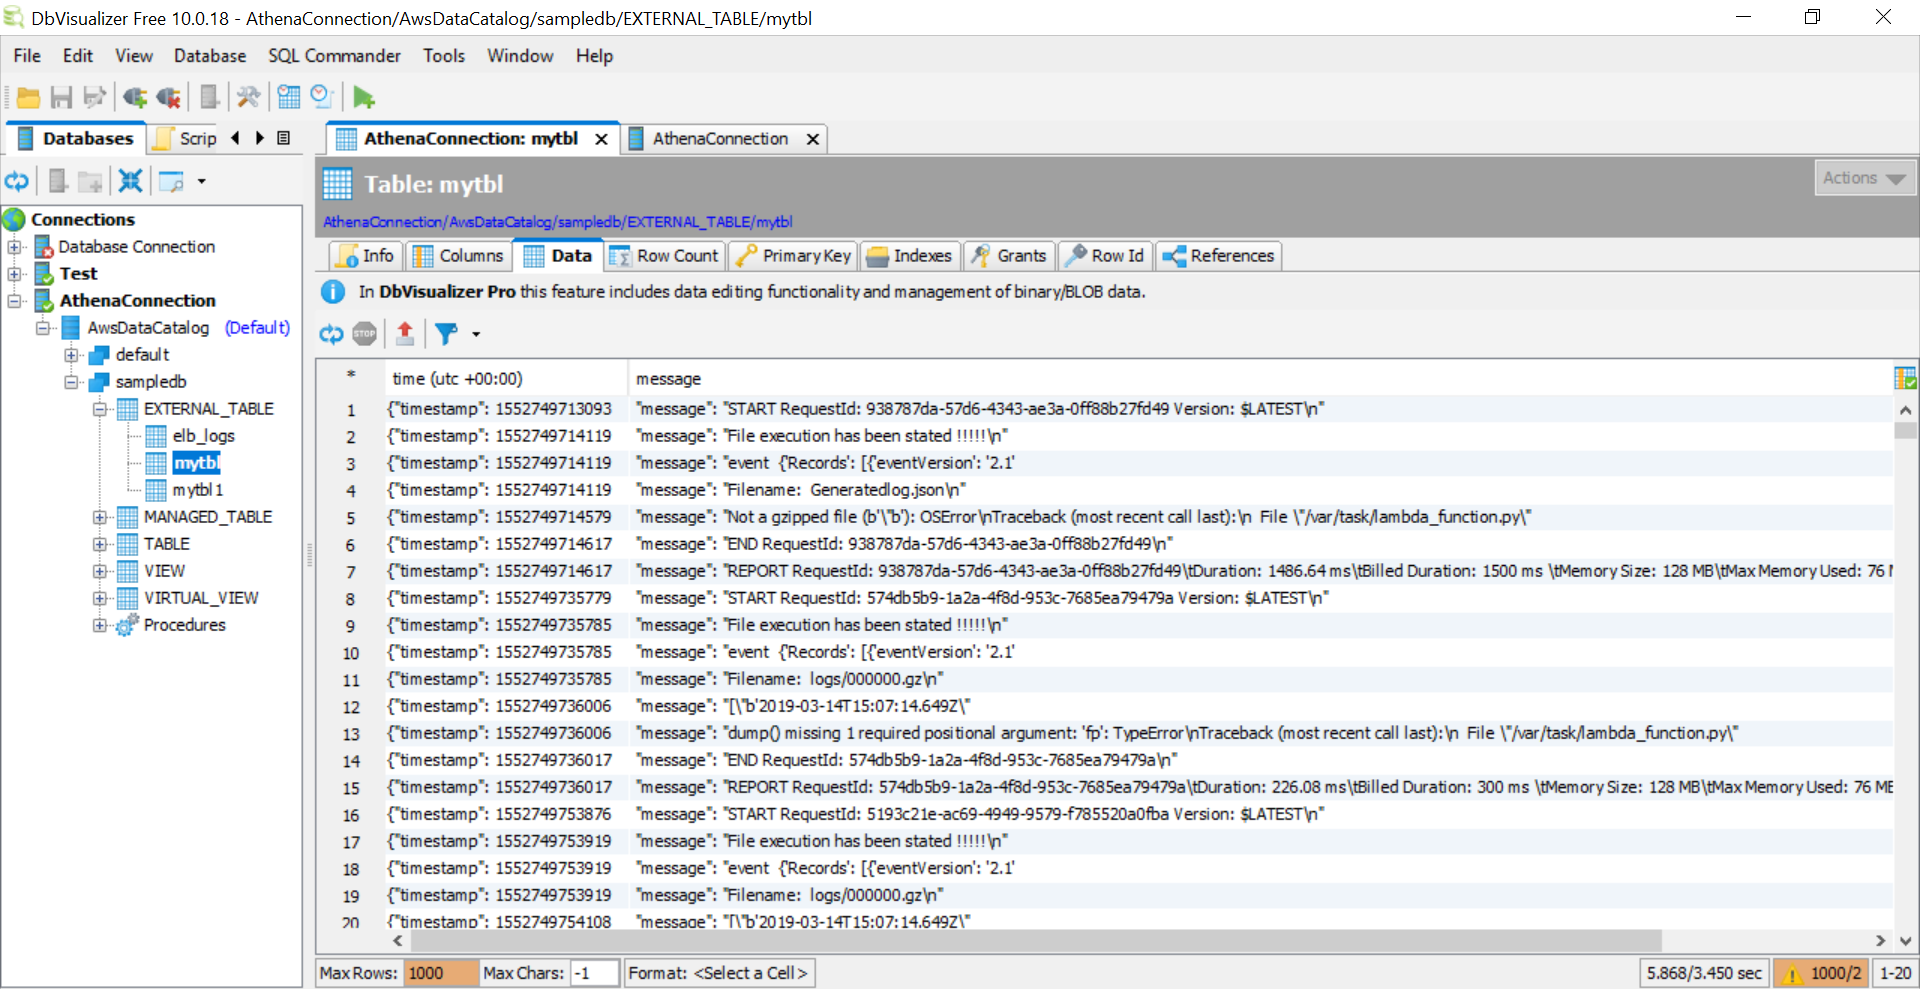 DbVisualizer Free 10.0.18 - AthenaConnection/AwsDataCatalog/sampledb/EXTERNAL_TABLE/mytbl
File Edit View Database SQL Commander Tools Window Help
Databases Scrip
AthenaConnection: mytbl AthenaConnection
Table: mytbl
Actions
AthenaConnection/AwsDataCatalog/sampledb/EXTERNAL_TABLE/mytbl
Info Columns Data Row Count Primary Key Indexes Grants Row Id References
In DbVisualizer Pro this feature includes data editing functionality and management of binary/BLOB data.
STOP
Connections
Database Connection
Test
AthenaConnection
AwsDataCatalog (Default)
default
sampledb
EXTERNAL_TABLE
elb_logs
mytbl
mytbl1
MANAGED_TABLE
TABLE
VIEW
VIRTUAL_VIEW
Procedures
* time (utc +00:00) message
1 {"timestamp": 1552749713093 "message": "START RequestId: 938787da-57d6-4343-ae3a-0ff88b27fd49 Version: $LATEST\n"
2 {"timestamp": 1552749714119 "message": "File execution has been stated !!!!!\n"
3 {"timestamp": 1552749714119 "message": "event {'Records': [{'eventVersion': '2.1'
4 {"timestamp": 1552749714119 "message": "Filename: Generatedlog.json\n"
5 {"timestamp": 1552749714579 "message": "Not a gzipped file (b'\"b'): OSError\nTraceback (most recent call last):\n File \"/var/task/lambda_function.py\"
6 {"timestamp": 1552749714617 "message": "END RequestId: 938787da-57d6-4343-ae3a-0ff88b27fd49\n"
7 {"timestamp": 1552749714617 "message": "REPORT RequestId: 938787da-57d6-4343-ae3a-0ff88b27fd49\tDuration: 1486.64 ms\tBilled Duration: 1500 ms \tMemory Size: 128 MB\tMax Memory Used: 76
8 {"timestamp": 1552749735779 "message": "START RequestId: 574db5b9-1a2a-4f8d-953c-7685ea79479a Version: $LATEST\n"
9 {"timestamp": 1552749735785 "message": "File execution has been stated !!!!!\n"
10 {"timestamp": 1552749735785 "message": "event {'Records': [{'eventVersion': '2.1'
11 {"timestamp": 1552749735785 "message": "Filename: logs/000000.gz\n"
12 {"timestamp": 1552749736006 "message": "[\"b'2019-03-14T15:07:14.649Z\"
13 {"timestamp": 1552749736006 "message": "dump() missing 1 required positional argument: 'fp': TypeError\nTraceback (most recent call last):\n File \"/var/task/lambda_function.py\"
14 {"timestamp": 1552749736017 "message": "END RequestId: 574db5b9-1a2a-4f8d-953c-7685ea79479a\n"
15 {"timestamp": 1552749736017 "message": "REPORT RequestId: 574db5b9-1a2a-4f8d-953c-7685ea79479a\tDuration: 226.08 ms\tBilled Duration: 300 ms \tMemory Size: 128 MB\tMax Memory Used: 76 MB
16 {"timestamp": 1552749753876 "message": "START RequestId: 5193c21e-ac69-4949-9579-f785520a0fba Version: $LATEST\n"
17 {"timestamp": 1552749753919 "message": "File execution has been stated !!!!!\n"
18 {"timestamp": 1552749753919 "message": "event {'Records': [{'eventVersion': '2.1'
19 {"timestamp": 1552749753919 "message": "Filename: logs/000000.gz\n"
20 {"timestamp": 1552749754108 "message": "[\"b'2019-03-14T15:07:14.649Z\"
Max Rows: 1000 Max Chars: -1 Format: <Select a Cell> 5.868/3.450 sec 1000/2 1-20